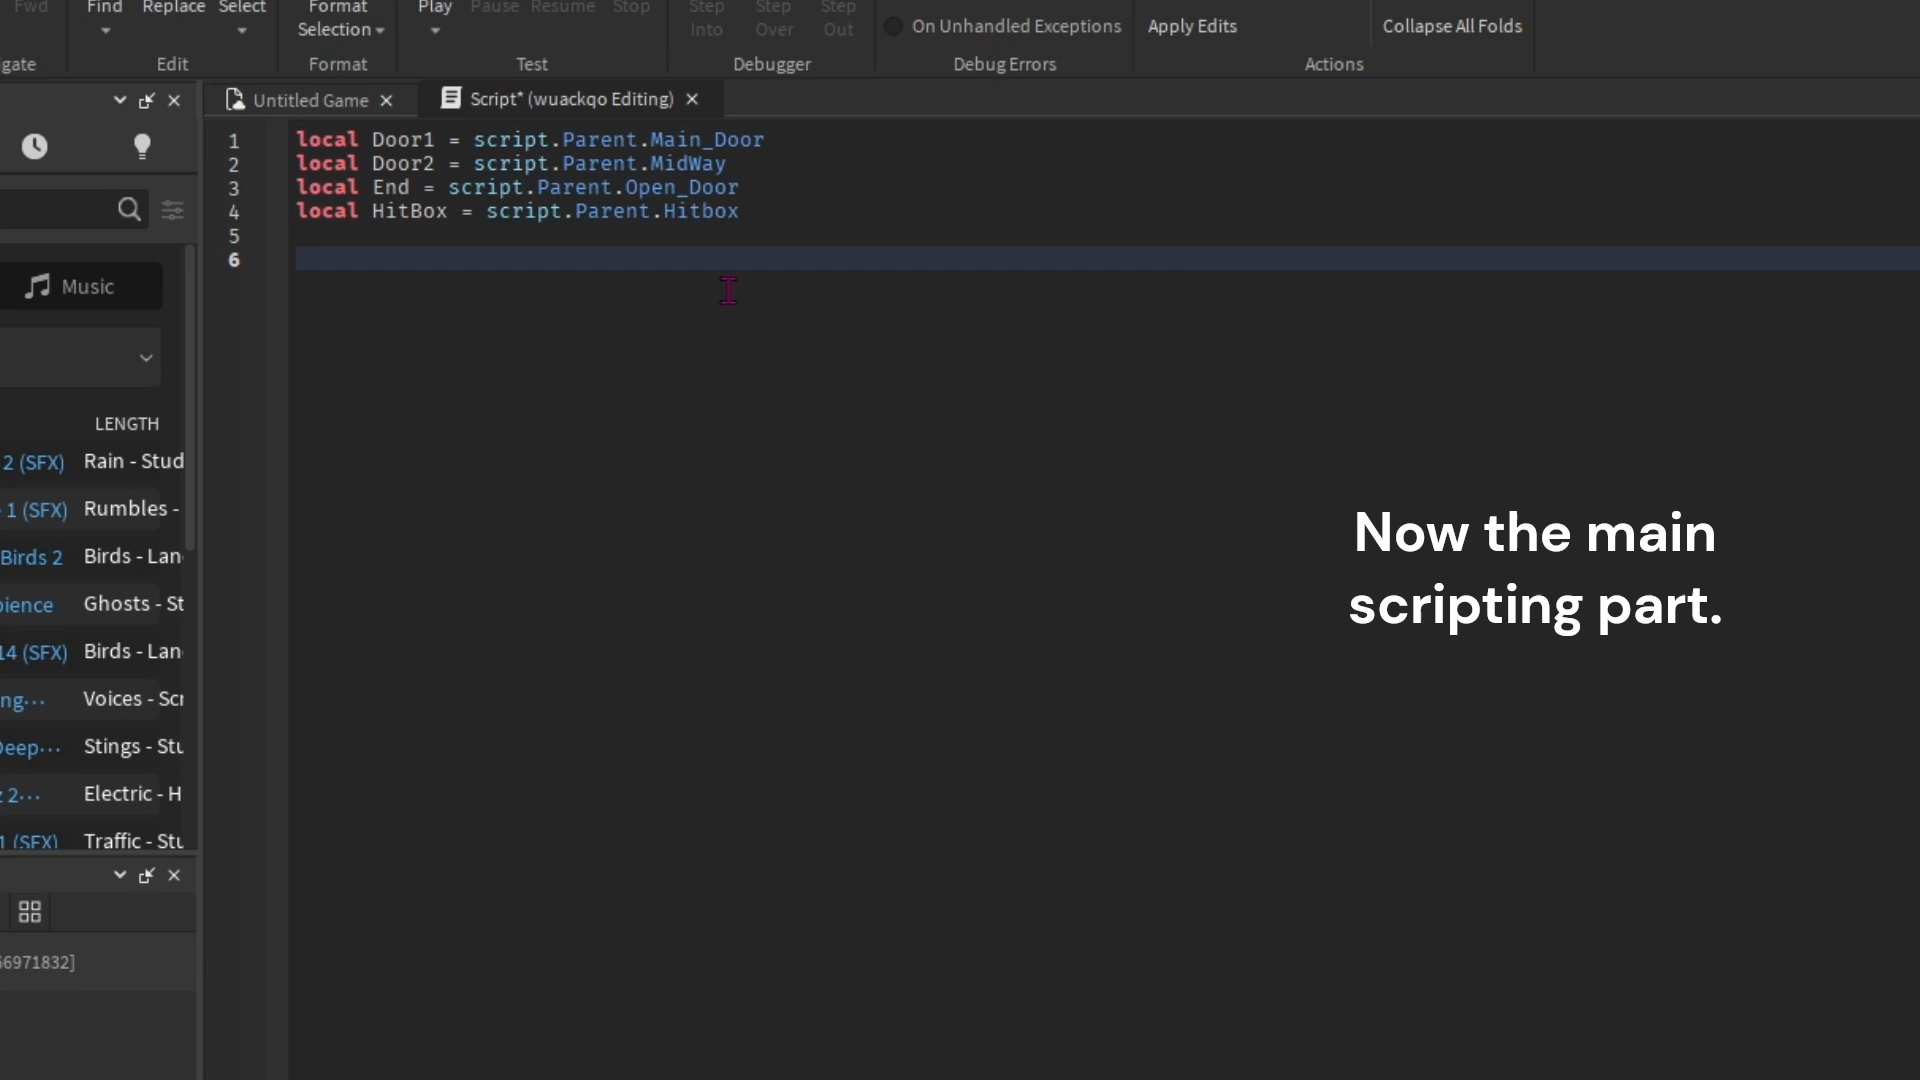 Fwd
Find
Replace
Select
Format
Selection
Play
Pause
Resume
Stop
Step
Into
Step
Over
Step
Out
On Unhandled Exceptions
Apply Edits
Collapse All Folds
gate
Edit
Format
Test
Debugger
Debug Errors
Actions
Untitled Game
Script* (wuackqo Editing)
1 local Door1 = script.Parent.Main_Door
2 local Door2 = script.Parent.MidWay
3 local End = script.Parent.Open_Door
4 local HitBox = script.Parent.Hitbox
5
6
Music
LENGTH
2 (SFX) Rain - Stud
1 (SFX) Rumbles -
Birds 2 Birds - Lan
bience Ghosts - St
14 (SFX) Birds - Lan
ng... Voices - Scr
Deep... Stings - Stu
2... Electric - H
1 (SFX) Traffic - Stu
66971832]
Now the main
scripting part.